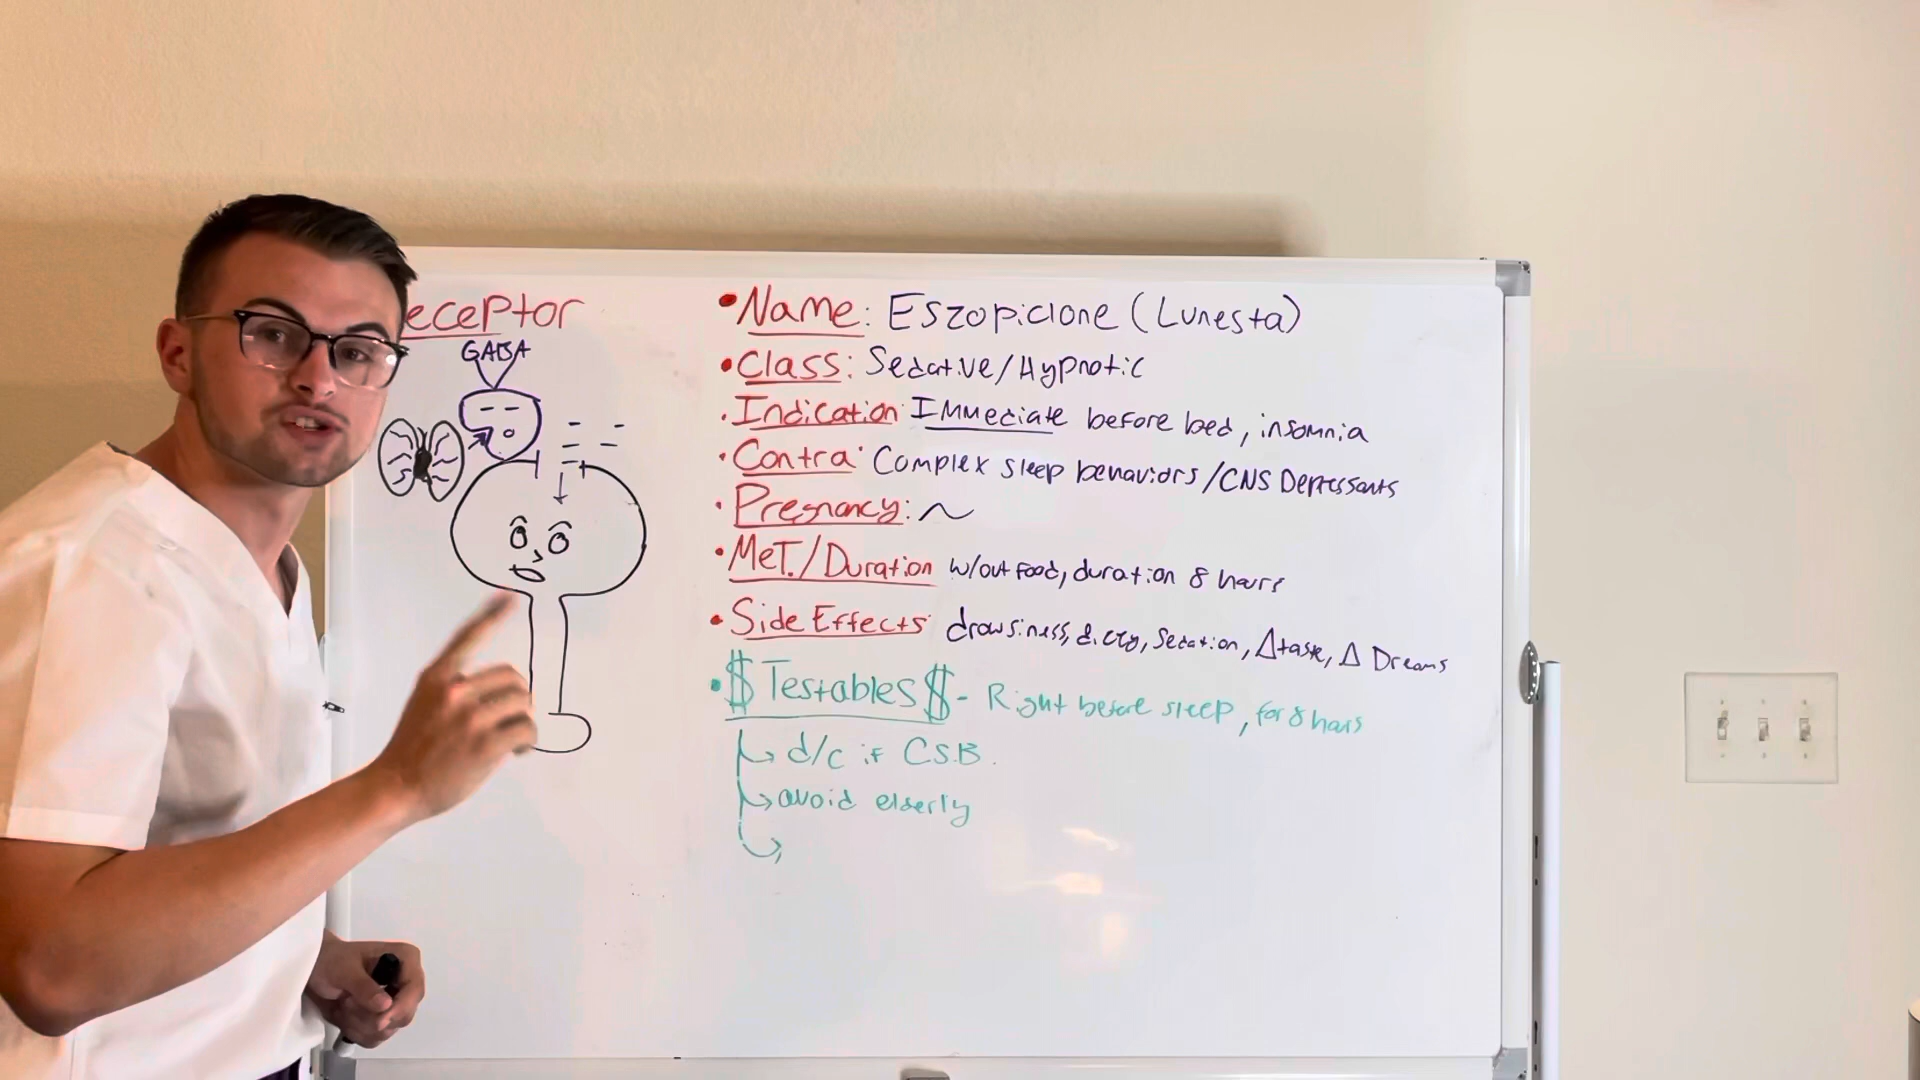 eceptor
GABA
• Name: Eszopiclone (Lunesta)
• Class: Sedative/Hypnotic
• Indication Immediate before bed, insomnia
• Contra: Complex sleep behaviors/CNS Depressants
• Pregnancy: ~
• Met./Duration w/out food, duration 8 hours
• Side Effects: drowsiness, dizzy, Sedation, Δtaste, Δ Dreams
• $ Testables $ - Right before sleep, for 8 hours
↳ d/c if C.S.B.
↳ avoid elderly